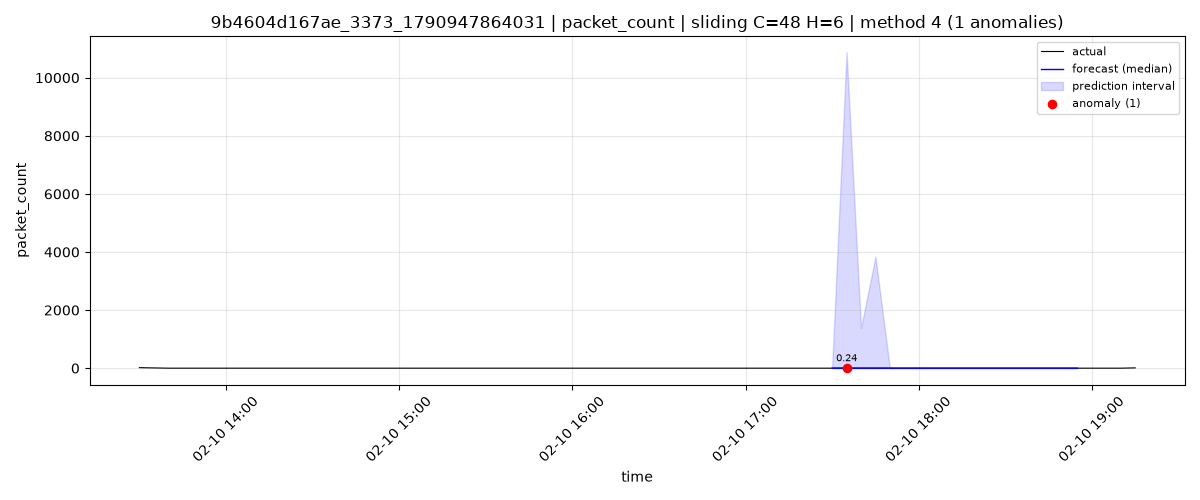 9b4604d167ae_3373_1790947864031 | packet_count | sliding C=48 H=6 | method 4 (1 anomalies)
packet_count
10000
8000
6000
4000
2000
0
actual
forecast (median)
prediction interval
anomaly (1)
0.24
02-10 14:00
02-10 15:00
02-10 16:00
02-10 17:00
02-10 18:00
02-10 19:00
time